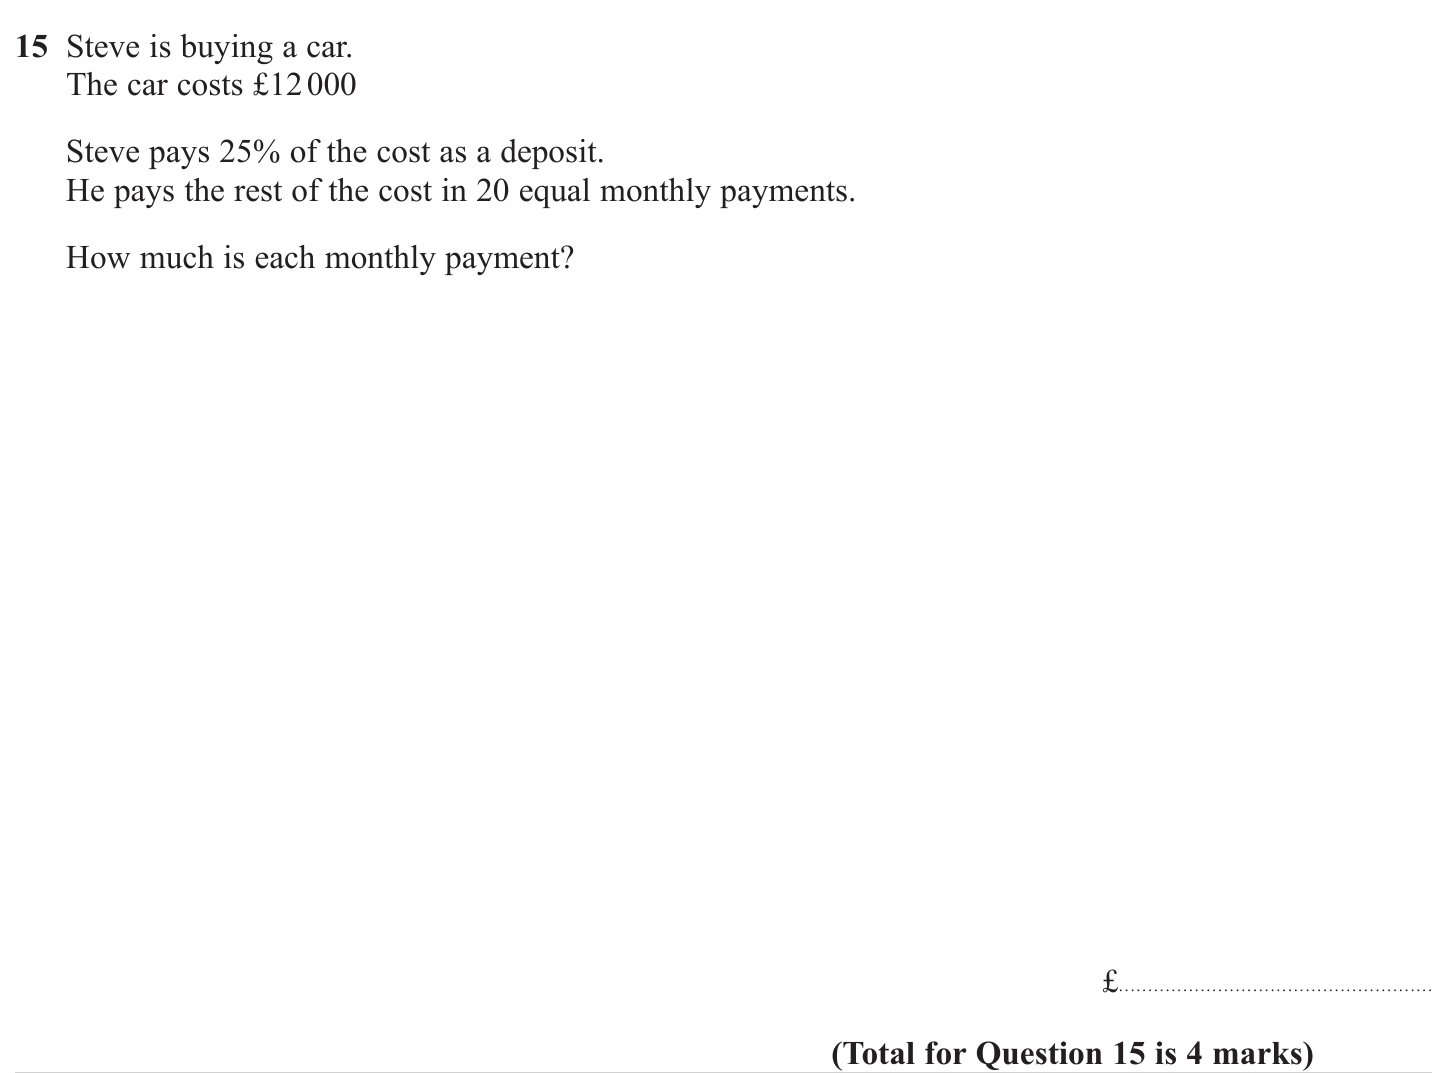 15 Steve is buying a car.
The car costs £12 000
Steve pays 25% of the cost as a deposit.
He pays the rest of the cost in 20 equal monthly payments.
How much is each monthly payment?
£....................................................
(Total for Question 15 is 4 marks)